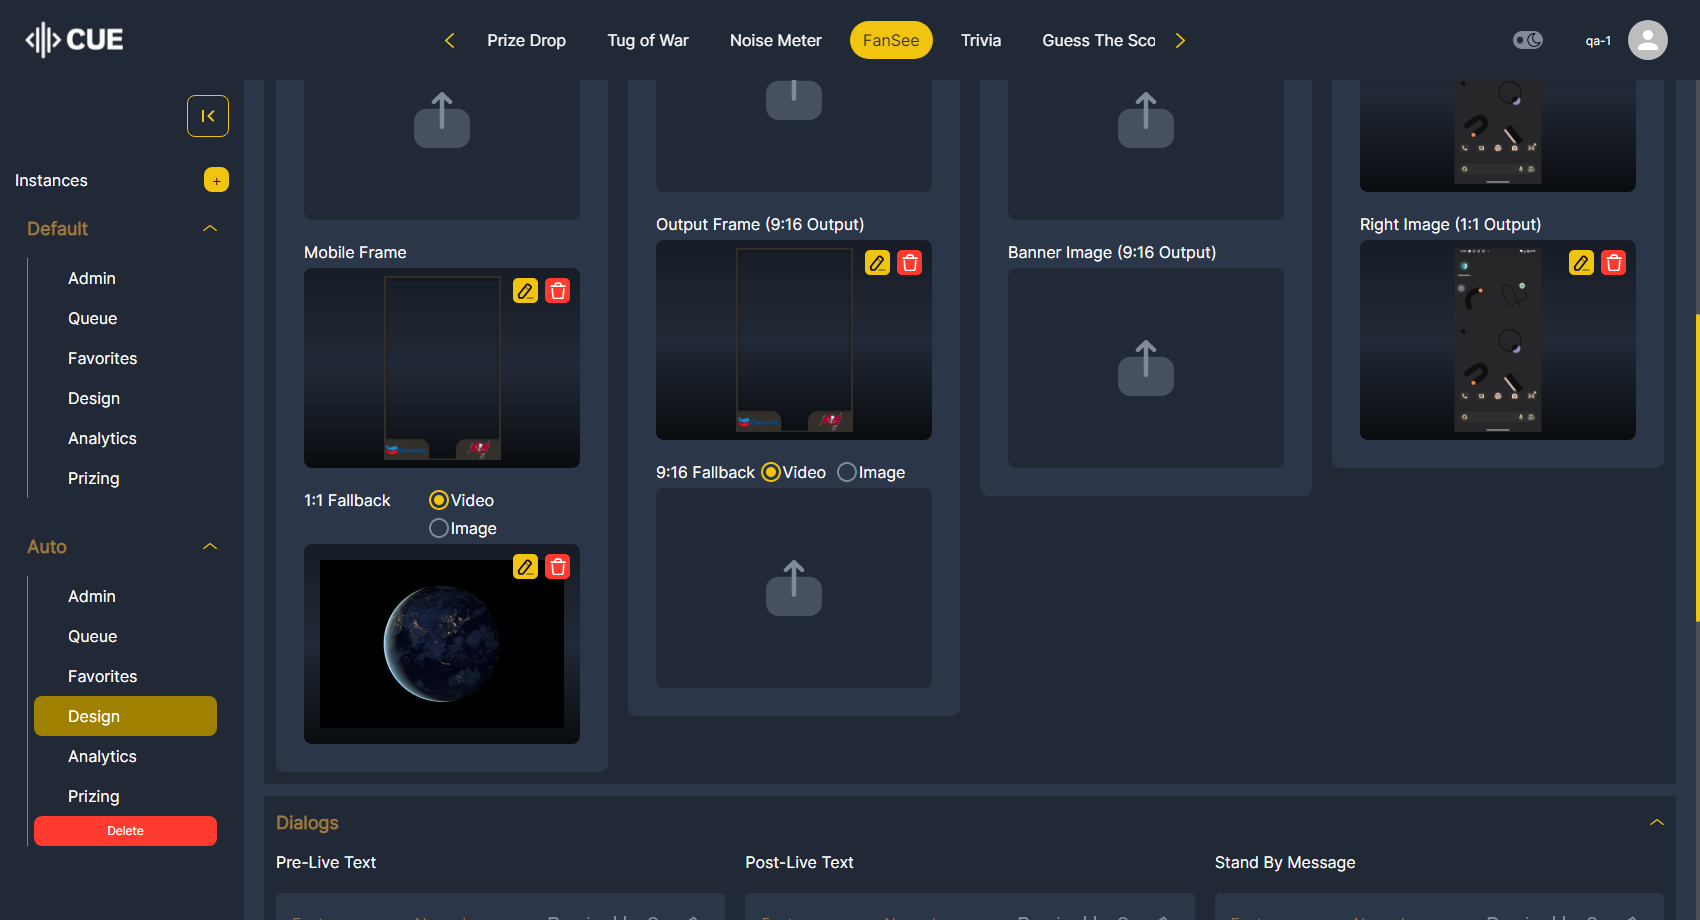 CUE
Prize Drop
Tug of War
Noise Meter
FanSee
Trivia
Guess The Sco
qa-1
Instances
+
Default
Admin
Queue
Favorites
Design
Analytics
Prizing
Auto
Admin
Queue
Favorites
Design
Analytics
Prizing
Delete
Mobile Frame
1:1 Fallback
Video
Image
Output Frame (9:16 Output)
9:16 Fallback
Video
Image
Banner Image (9:16 Output)
Right Image (1:1 Output)
Dialogs
Pre-Live Text
Post-Live Text
Stand By Message